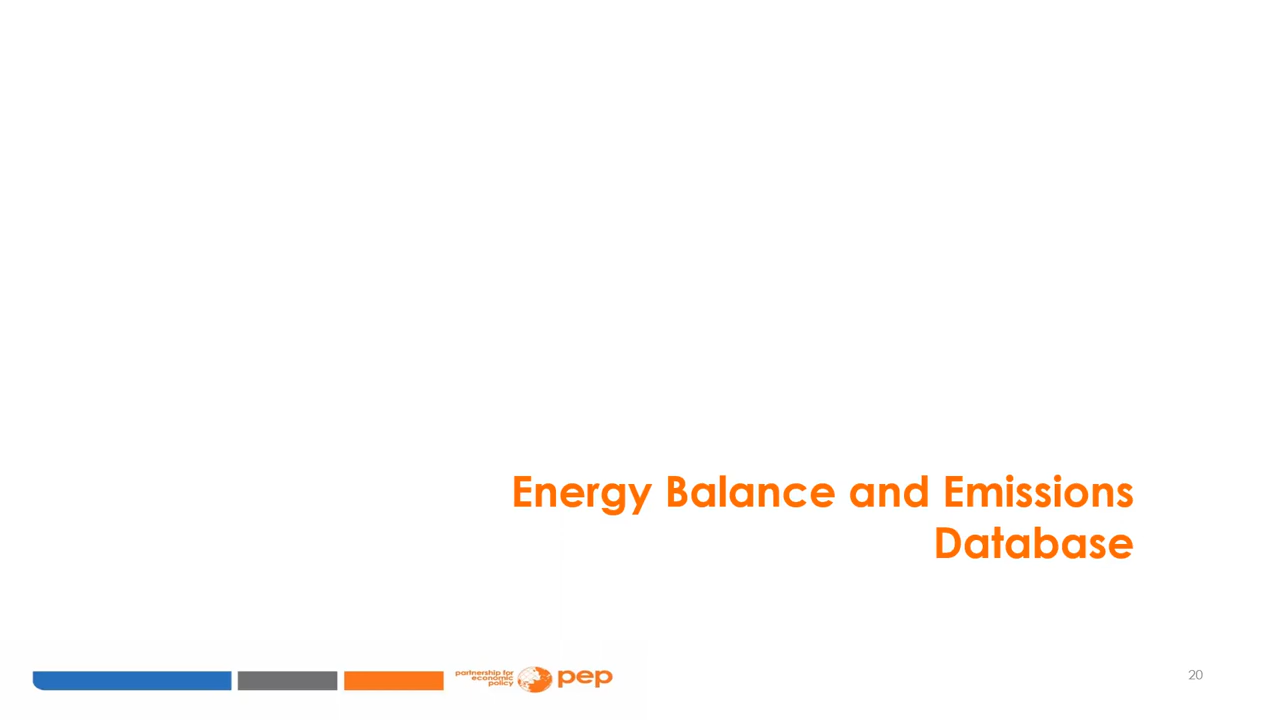 Energy Balance and Emissions
Database
partnership for
economic
policy
pep
20